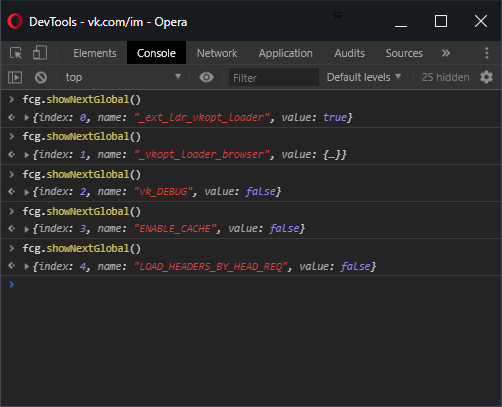 DevTools - vk.com/im - Opera
Elements Console Network Application Audits »
top Filter Default levels 25 hidden
fcg.showNextGlobal()
{index: 0, name: "_ext_ldr_vkopt_loader", value: true}
fcg.showNextGlobal()
{index: 1, name: "_vkopt_loader_browser", value: {…}}
fcg.showNextGlobal()
{index: 2, name: "vk_DEBUG", value: false}
fcg.showNextGlobal()
{index: 3, name: "ENABLE_CACHE", value: false}
fcg.showNextGlobal()
{index: 4, name: "LOAD_HEADERS_BY_HEAD_REQ", value: false}